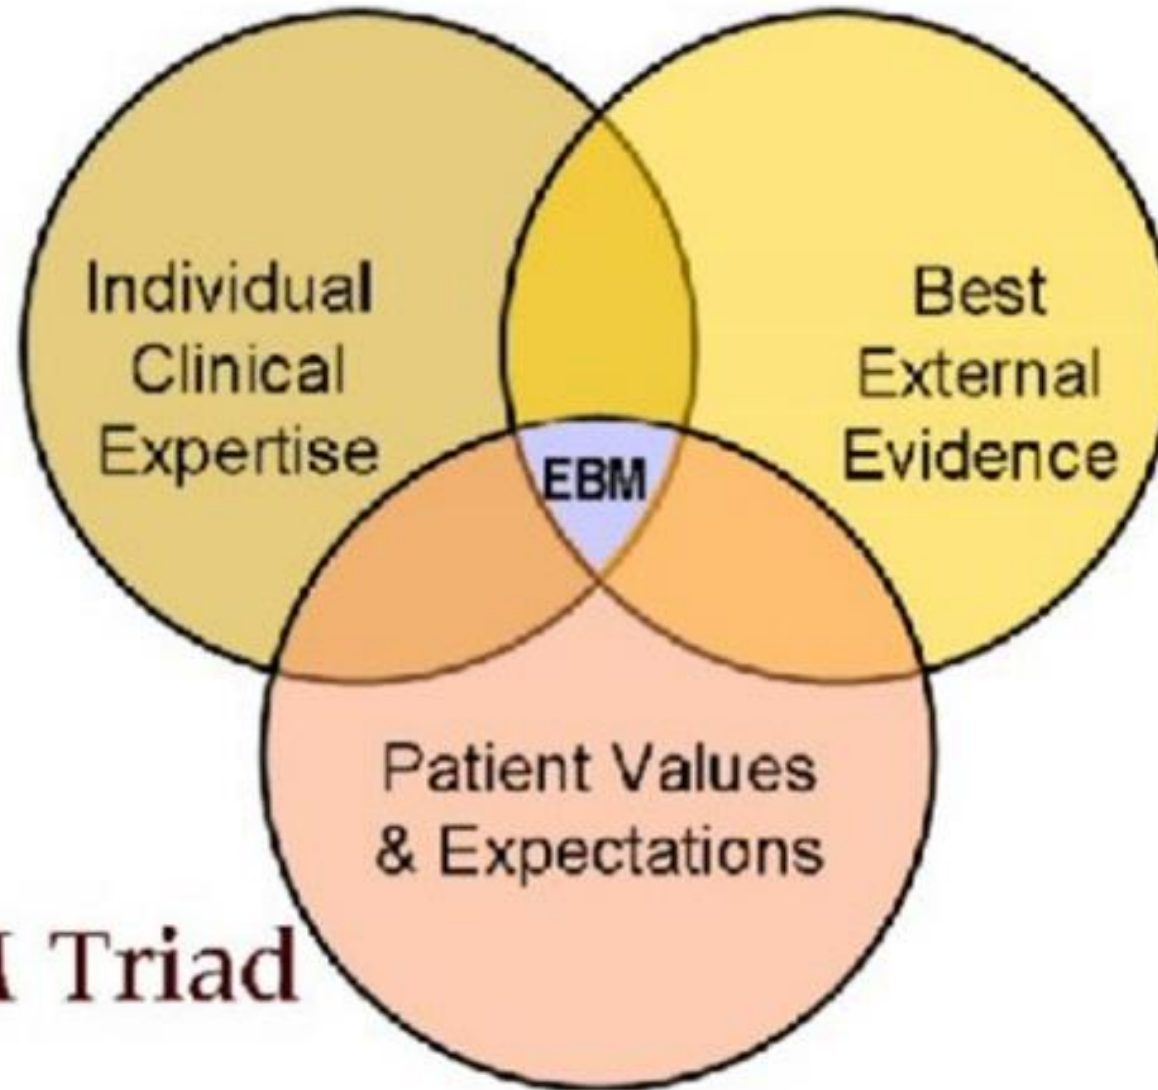 Individual
Clinical
Expertise
Best
External
Evidence
EBM
Patient Values
& Expectations
Triad